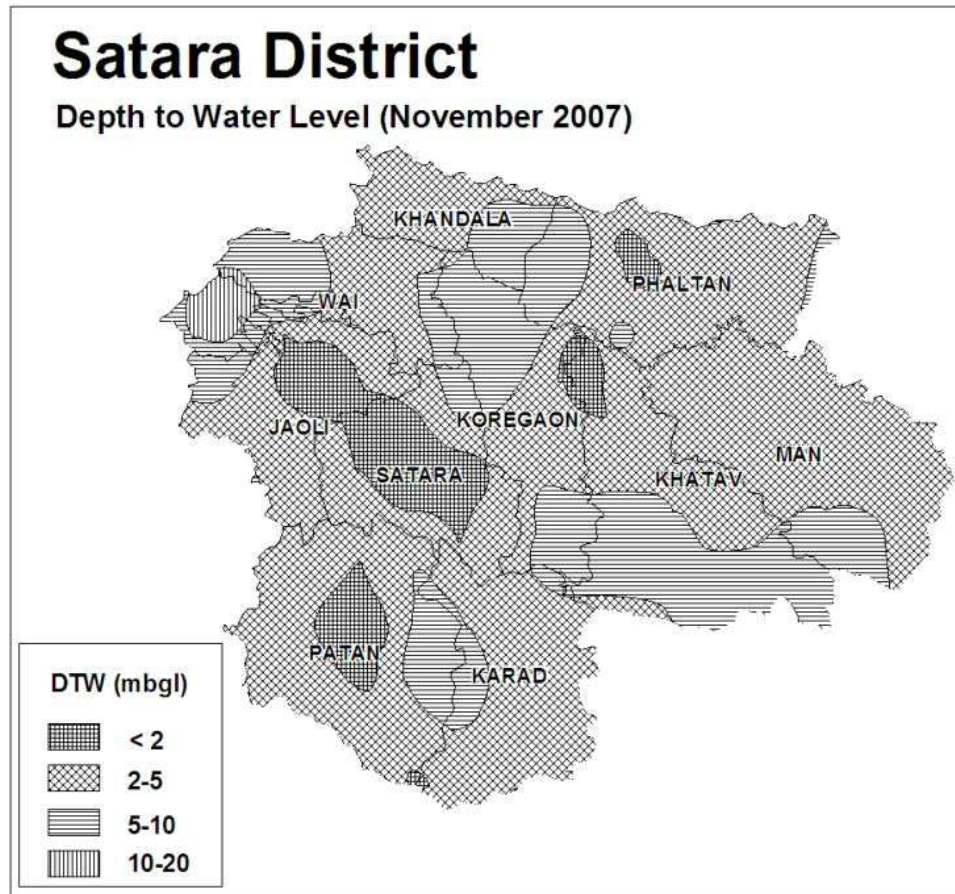 Satara District
Depth to Water Level (November 2007)
KHANDALA
PHALTAN
WAI
KOREGAON
JAOLI
MAN
SATARA
KHATAV
PATAN
KARAD
DTW (mbgl)
< 2
2-5
5-10
10-20